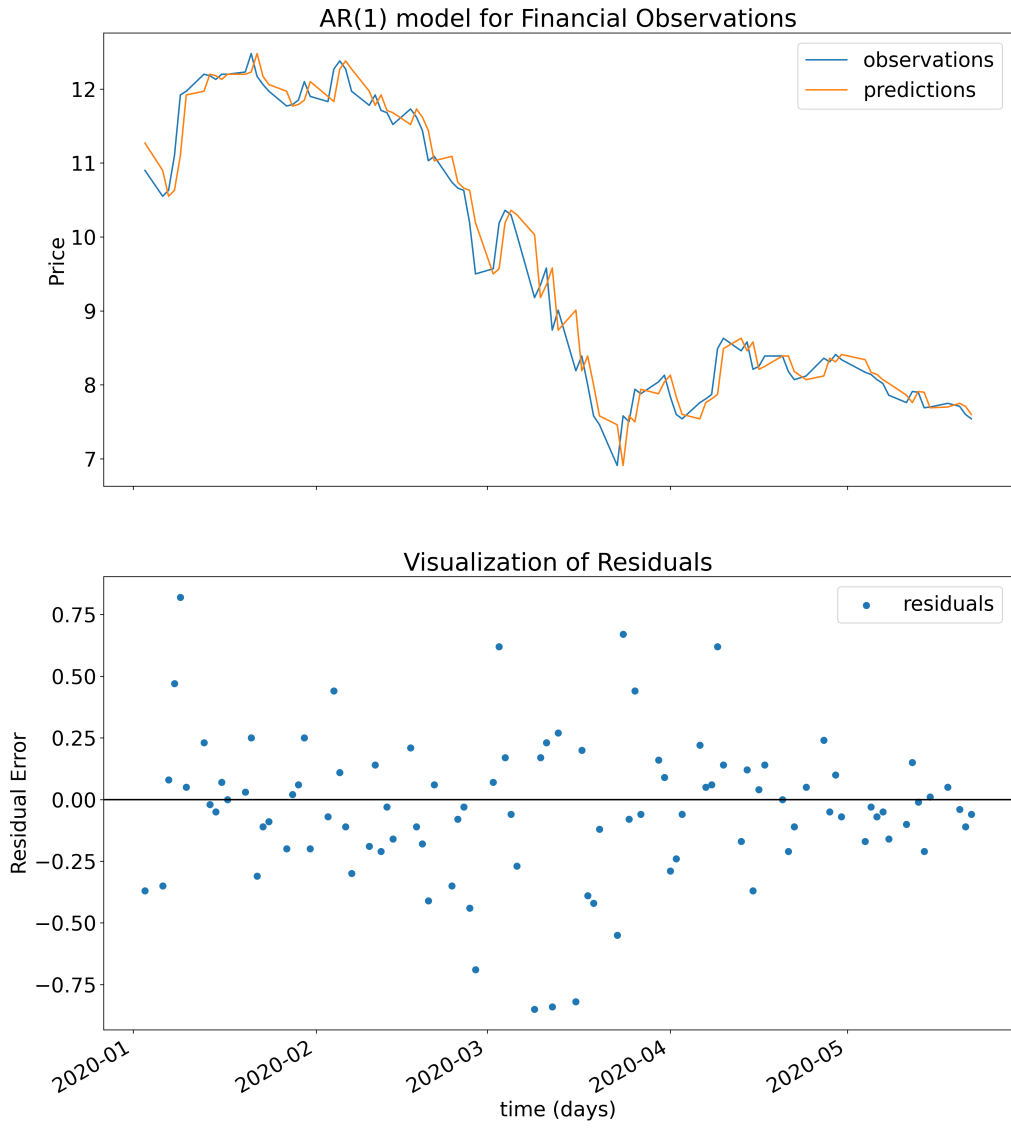 AR(1) model for Financial Observations
observations
predictions
12
11
10
9
8
7
Price
Visualization of Residuals
residuals
0.75
0.50
0.25
0.00
−0.25
−0.50
−0.75
Residual Error
2020-01
2020-02
2020-03
2020-04
2020-05
time (days)